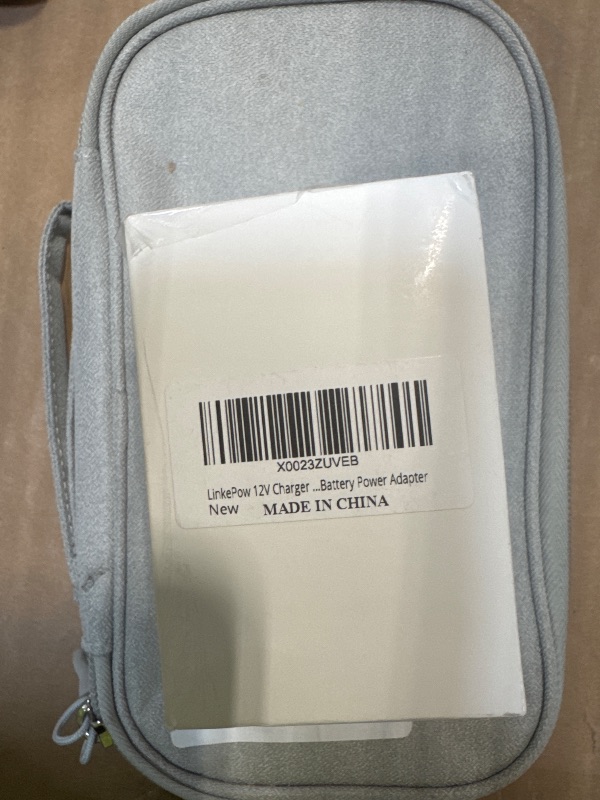 X0023ZUVEB
LinkePow 12V Charger ...Battery Power Adapter
New MADE IN CHINA